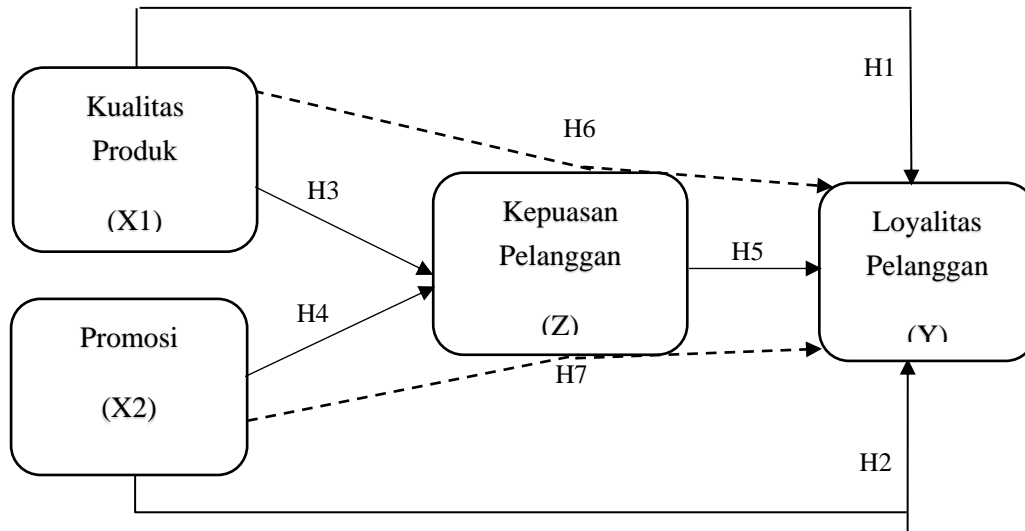 H1
Kualitas
Produk
(X1)
H6
H3
Kepuasan
Pelanggan
(Z)
Loyalitas
Pelanggan
(Y)
H5
H4
Promosi
(X2)
H7
H2